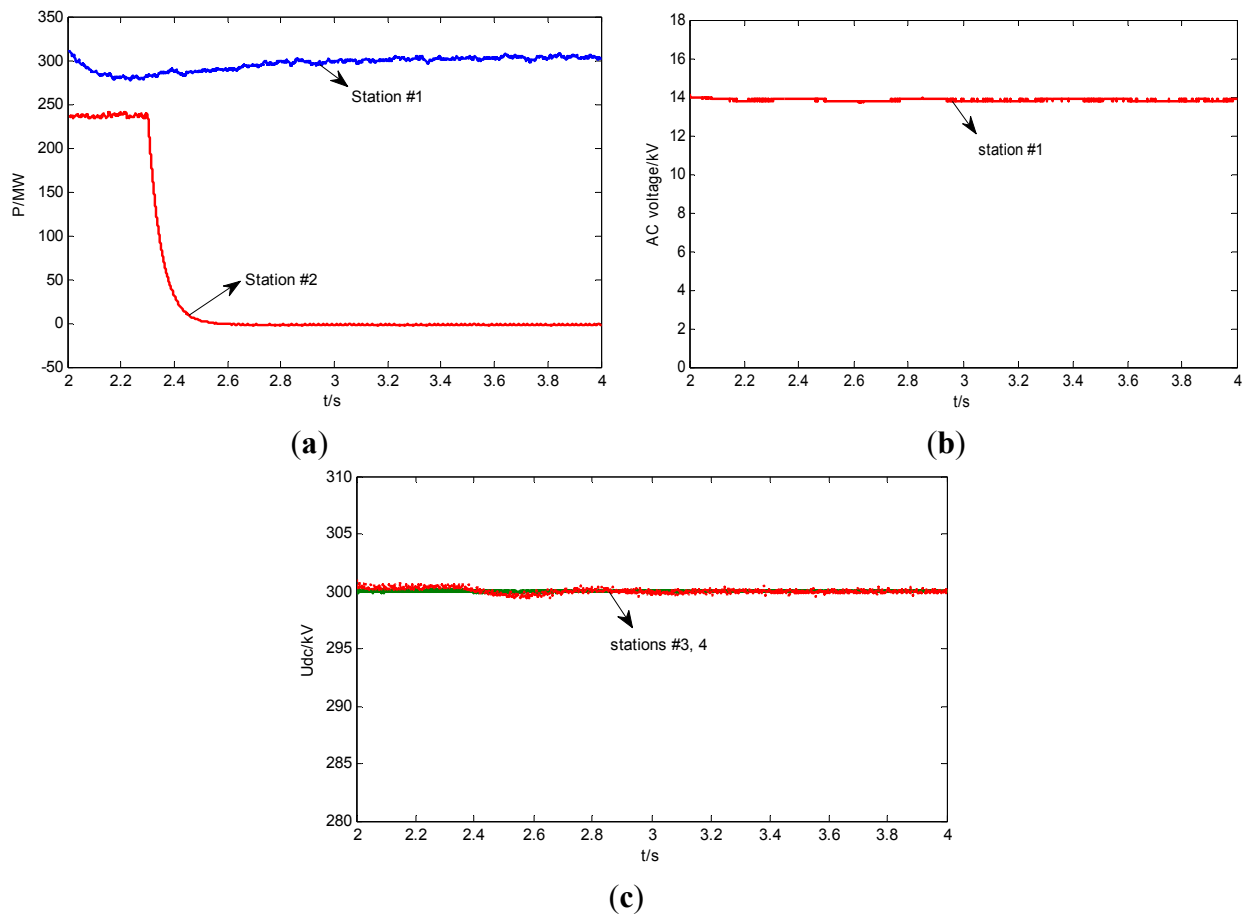 350
300
250
200
150
100
50
0
-50
P/MW
Station #1
Station #2
2 2.2 2.4 2.6 2.8 3 3.2 3.4 3.6 3.8 4
t/s
(a)
18
16
14
12
10
8
6
4
2
0
AC voltage/kV
station #1
2 2.2 2.4 2.6 2.8 3 3.2 3.4 3.6 3.8 4
t/s
(b)
310
305
300
295
290
285
280
Udc/kV
stations #3, 4
2 2.2 2.4 2.6 2.8 3 3.2 3.4 3.6 3.8 4
t/s
(c)